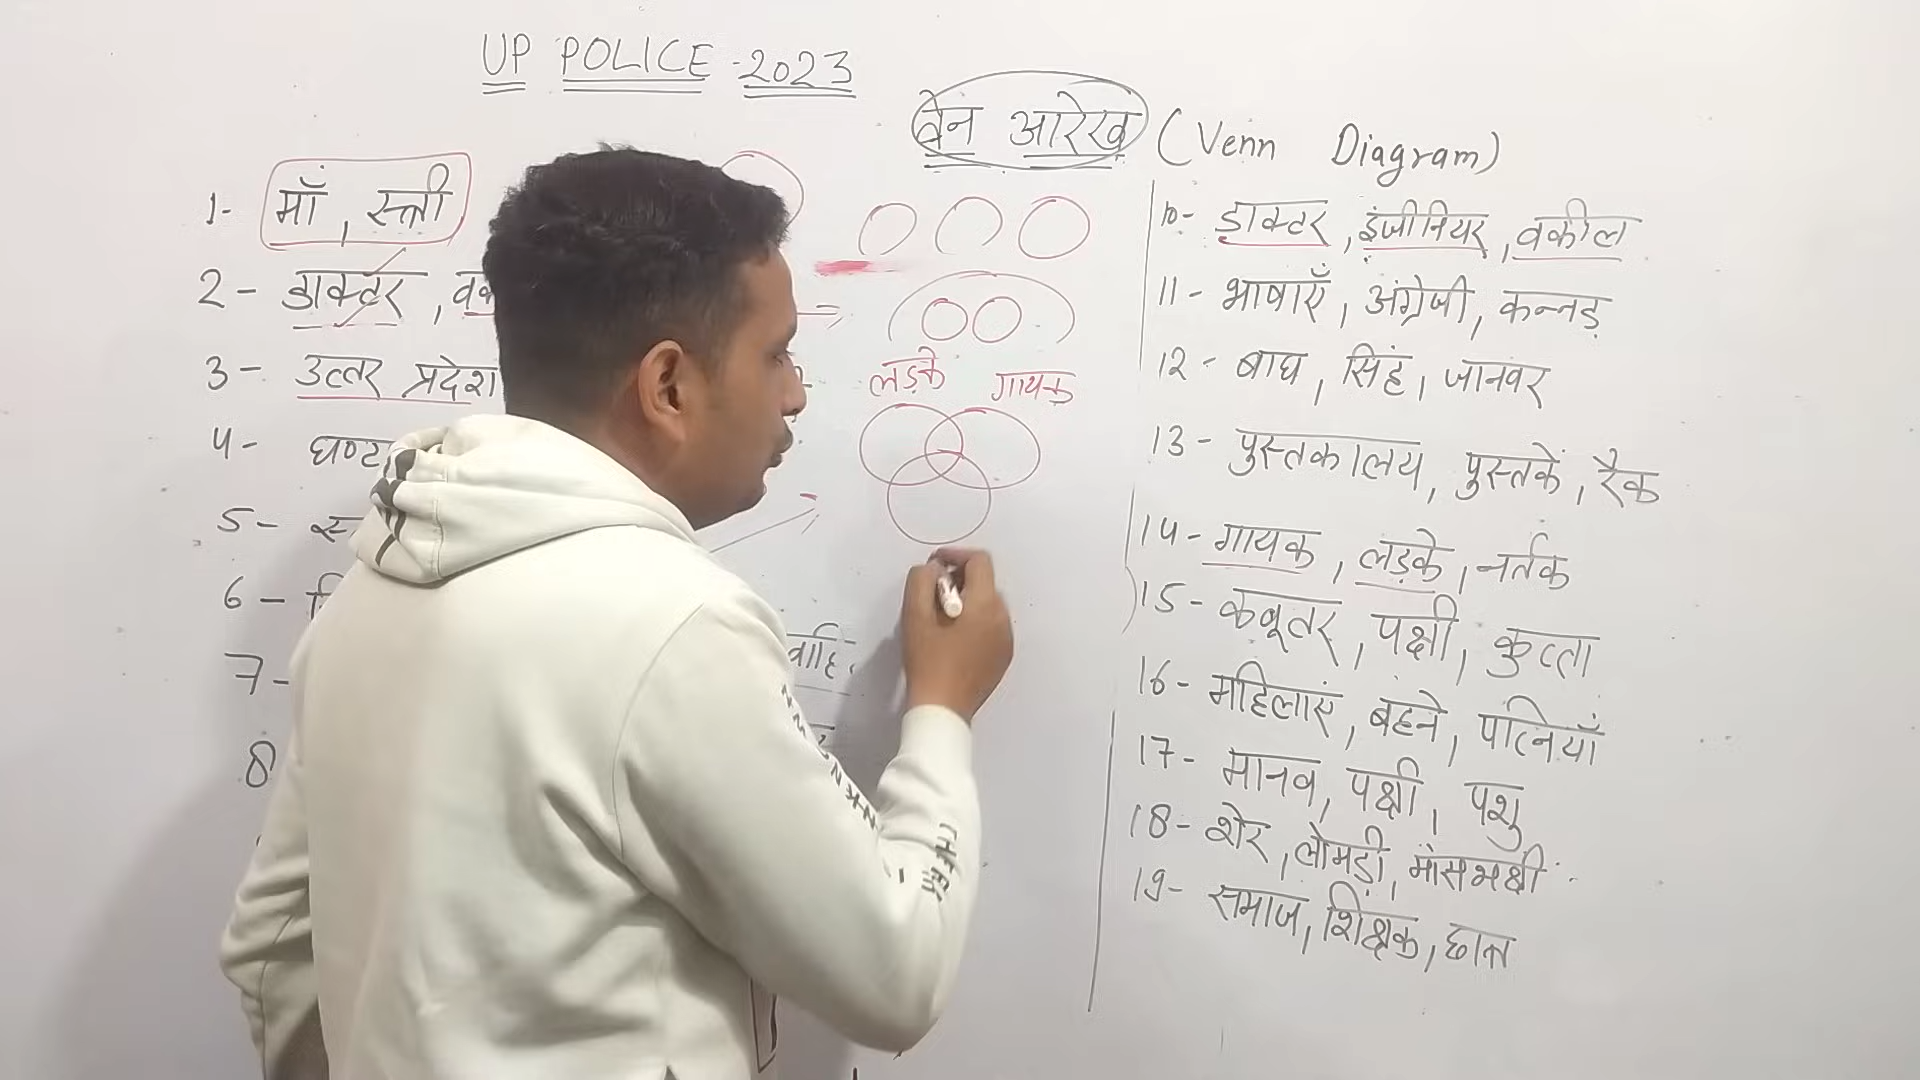 UP POLICE -2023
वेन आरेख (Venn Diagram)
1- माँ, स्त्री
2- डाक्टर,
3- उत्तर प्रदेश
4-
5-
6-
7-
8
लड़के गायक
10- डाक्टर, इंजीनियर, वकील
11- भाषाएँ, अंग्रेजी, कन्नड़
12- बाघ, सिंह, जानवर
13- पुस्तकालय, पुस्तकें, रैक
14- गायक, लड़के, नर्तक
15- कबूतर, पक्षी, कुत्ता
16- महिलाएं, बहने, पत्नियाँ
17- मानव, पक्षी, पशु
18- शेर, लोमड़ी, मांसभक्षी
19- समाज, शिक्षक, छात्र